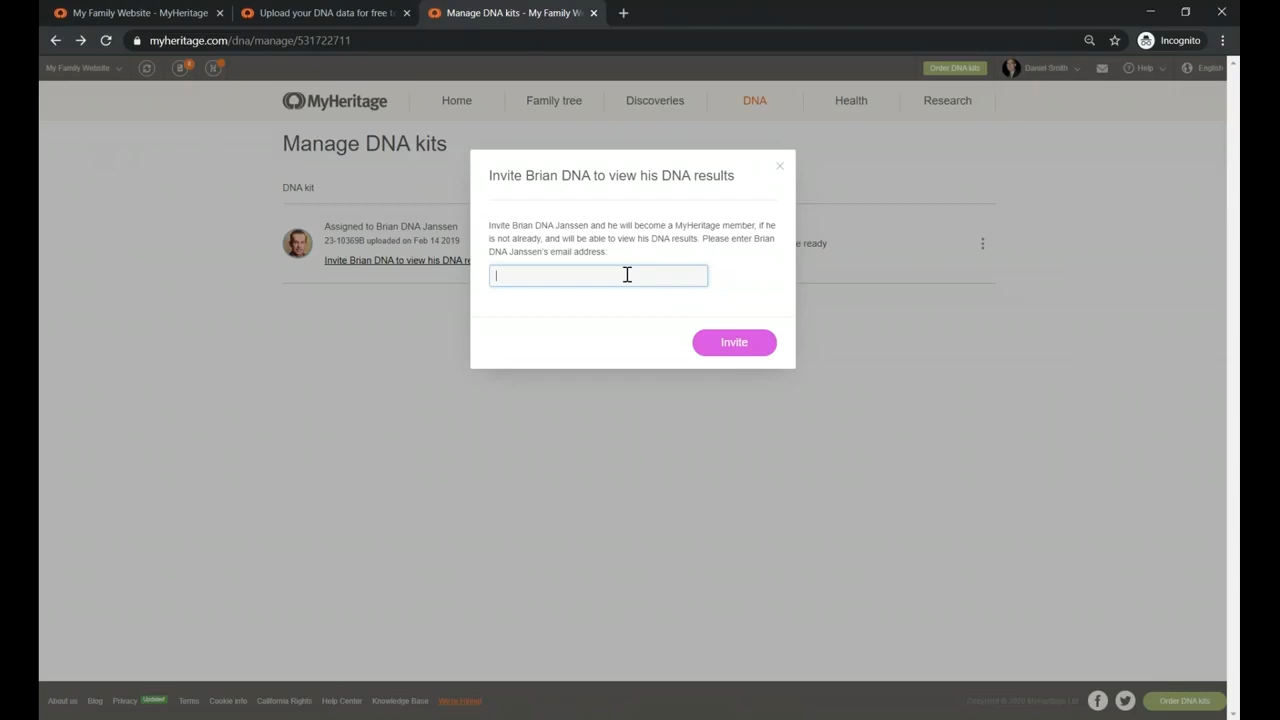 My Family Website - MyHeritage
Upload your DNA data for free to
Manage DNA kits - My Family W
myheritage.com/dna/manage/531722711
Incognito
My Family Website
Order DNA kits
Daniel Smith
Help
English
MyHeritage
Home
Family tree
Discoveries
DNA
Health
Research
Manage DNA kits
DNA kit
Assigned to Brian DNA Janssen
23-10369B uploaded on Feb 14 2019
Invite Brian DNA to view his DNA re
e ready
Invite Brian DNA to view his DNA results
Invite Brian DNA Janssen and he will become a MyHeritage member, if he
is not already, and will be able to view his DNA results. Please enter Brian
DNA Janssen's email address.
Invite
About us
Blog
Privacy
Updated
Terms
Cookie info
California Rights
Help Center
Knowledge Base
We're Hiring!
Copyright © 2020 MyHeritage Ltd.
Order DNA kits